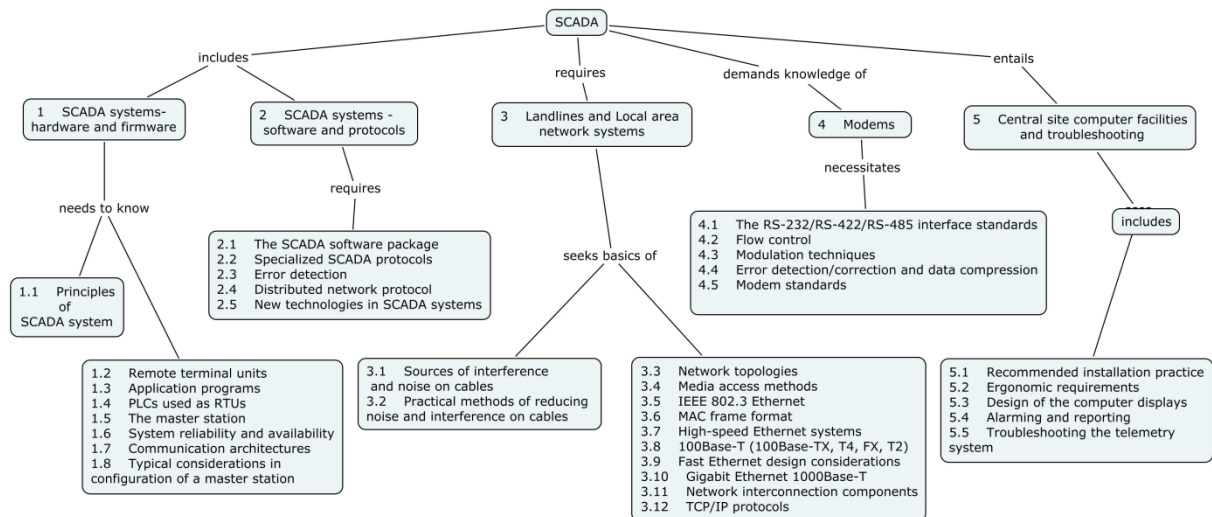 SCADA
includes
requires
demands knowledge of
entails
1 SCADA systems-
hardware and firmware
2 SCADA systems -
software and protocols
3 Landlines and Local area
network systems
4 Modems
5 Central site computer facilities
and troubleshooting
needs to know
requires
seeks basics of
necessitates
includes
1.1 Principles
of
SCADA system
1.2 Remote terminal units
1.3 Application programs
1.4 PLCs used as RTUs
1.5 The master station
1.6 System reliability and availability
1.7 Communication architectures
1.8 Typical considerations in
configuration of a master station
2.1 The SCADA software package
2.2 Specialized SCADA protocols
2.3 Error detection
2.4 Distributed network protocol
2.5 New technologies in SCADA systems
3.1 Sources of interference
and noise on cables
3.2 Practical methods of reducing
noise and interference on cables
3.3 Network topologies
3.4 Media access methods
3.5 IEEE 802.3 Ethernet
3.6 MAC frame format
3.7 High-speed Ethernet systems
3.8 100Base-T (100Base-TX, T4, FX, T2)
3.9 Fast Ethernet design considerations
3.10 Gigabit Ethernet 1000Base-T
3.11 Network interconnection components
3.12 TCP/IP protocols
4.1 The RS-232/RS-422/RS-485 interface standards
4.2 Flow control
4.3 Modulation techniques
4.4 Error detection/correction and data compression
4.5 Modem standards
5.1 Recommended installation practice
5.2 Ergonomic requirements
5.3 Design of the computer displays
5.4 Alarming and reporting
5.5 Troubleshooting the telemetry
system